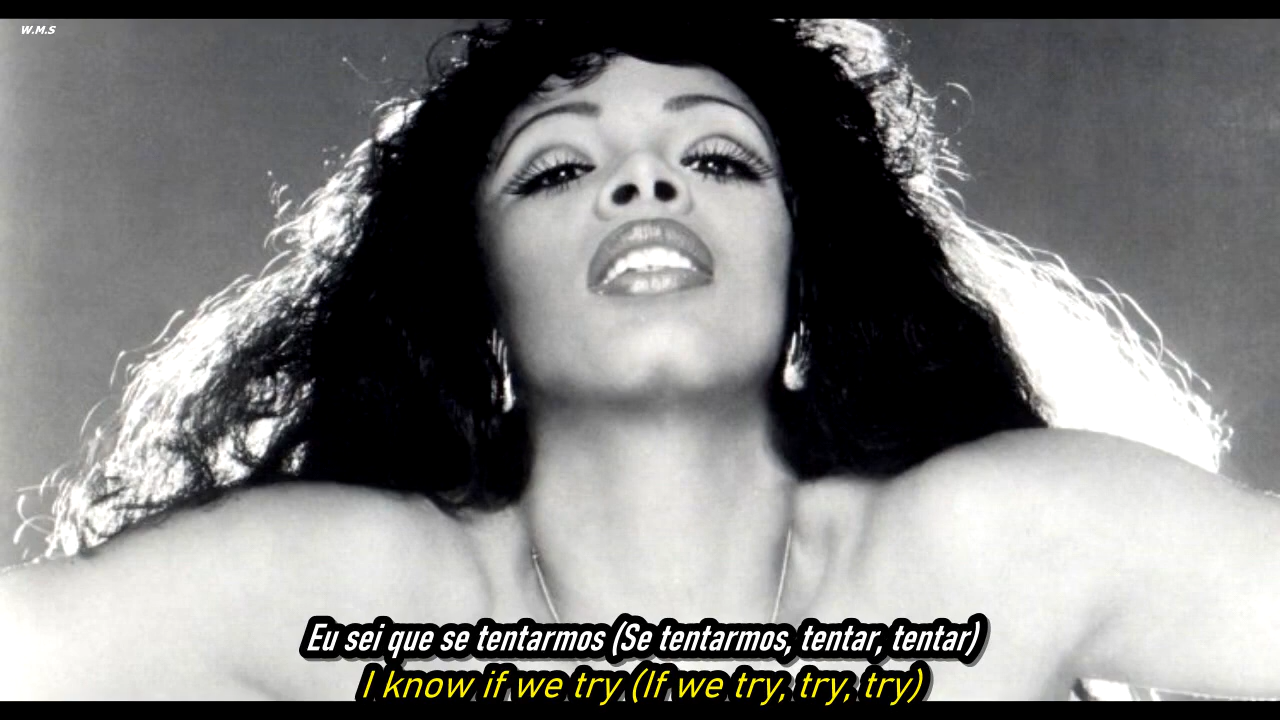 W.M.S
Eu sei que se tentarmos (Se tentarmos, tentar, tentar)
I know if we try (If we try, try, try)